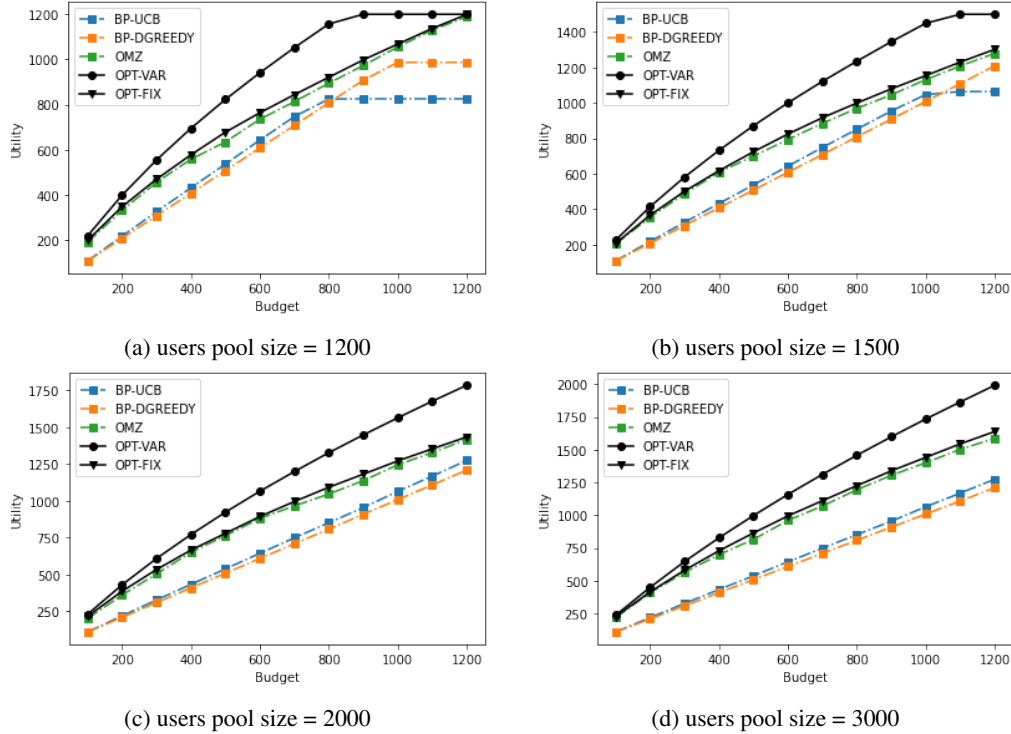 1200
1000
800
600
400
200
Utility
BP-UCB
BP-DGREEDY
OMZ
OPT-VAR
OPT-FIX
200 400 600 800 1000 1200
Budget
(a) users pool size = 1200
1400
1200
1000
800
600
400
200
Utility
BP-UCB
BP-DGREEDY
OMZ
OPT-VAR
OPT-FIX
200 400 600 800 1000 1200
Budget
(b) users pool size = 1500
1750
1500
1250
1000
750
500
250
Utility
BP-UCB
BP-DGREEDY
OMZ
OPT-VAR
OPT-FIX
200 400 600 800 1000 1200
Budget
(c) users pool size = 2000
2000
1750
1500
1250
1000
750
500
250
Utility
BP-UCB
BP-DGREEDY
OMZ
OPT-VAR
OPT-FIX
200 400 600 800 1000 1200
Budget
(d) users pool size = 3000